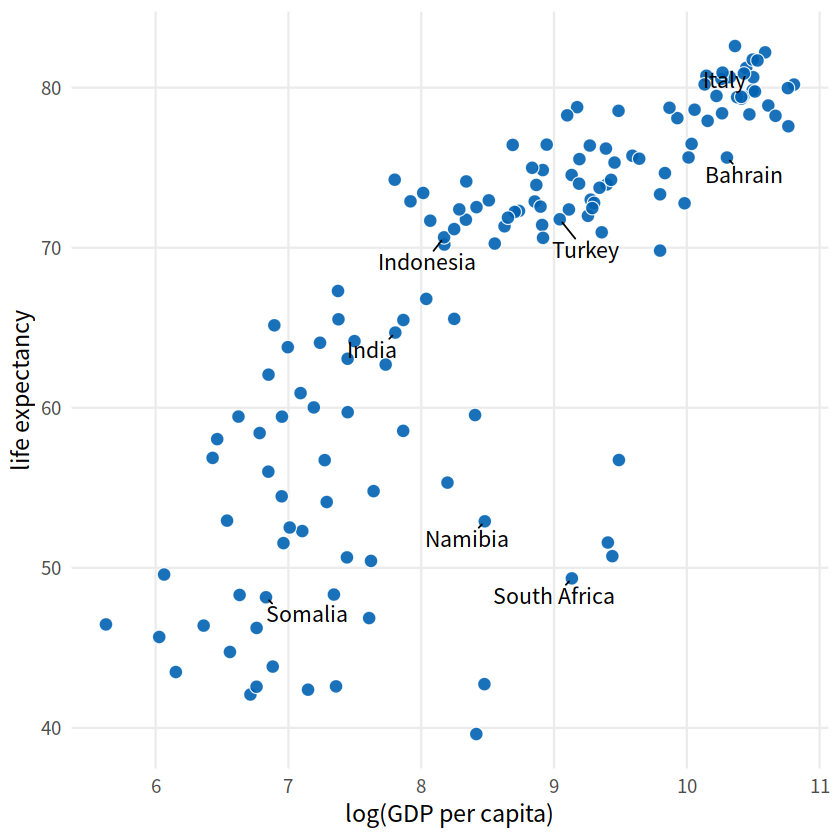 80
70
60
50
40
life expectancy
Italy
Bahrain
Turkey
Indonesia
India
Namibia
South Africa
Somalia
6
7
8
9
10
11
log(GDP per capita)